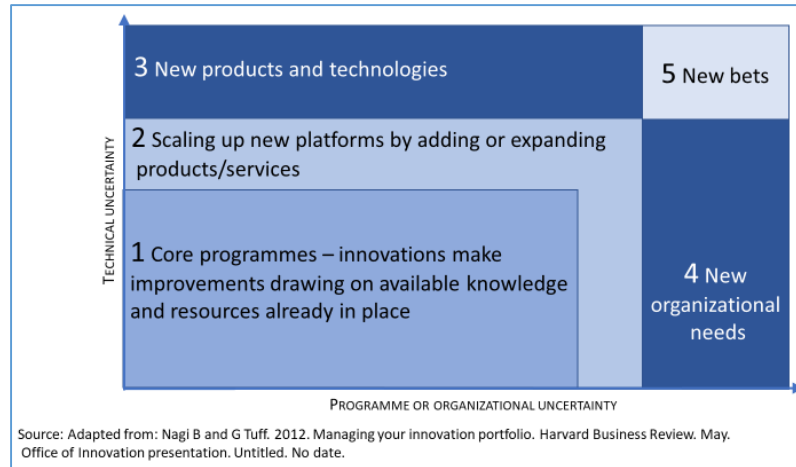 3 New products and technologies
5 New bets
2 Scaling up new platforms by adding or expanding
products/services
1 Core programmes – innovations make
improvements drawing on available knowledge
and resources already in place
4 New
organizational
needs
TECHNICAL UNCERTAINTY
PROGRAMME OR ORGANIZATIONAL UNCERTAINTY
Source: Adapted from: Nagi B and G Tuff. 2012. Managing your innovation portfolio. Harvard Business Review. May.
Office of Innovation presentation. Untitled. No date.